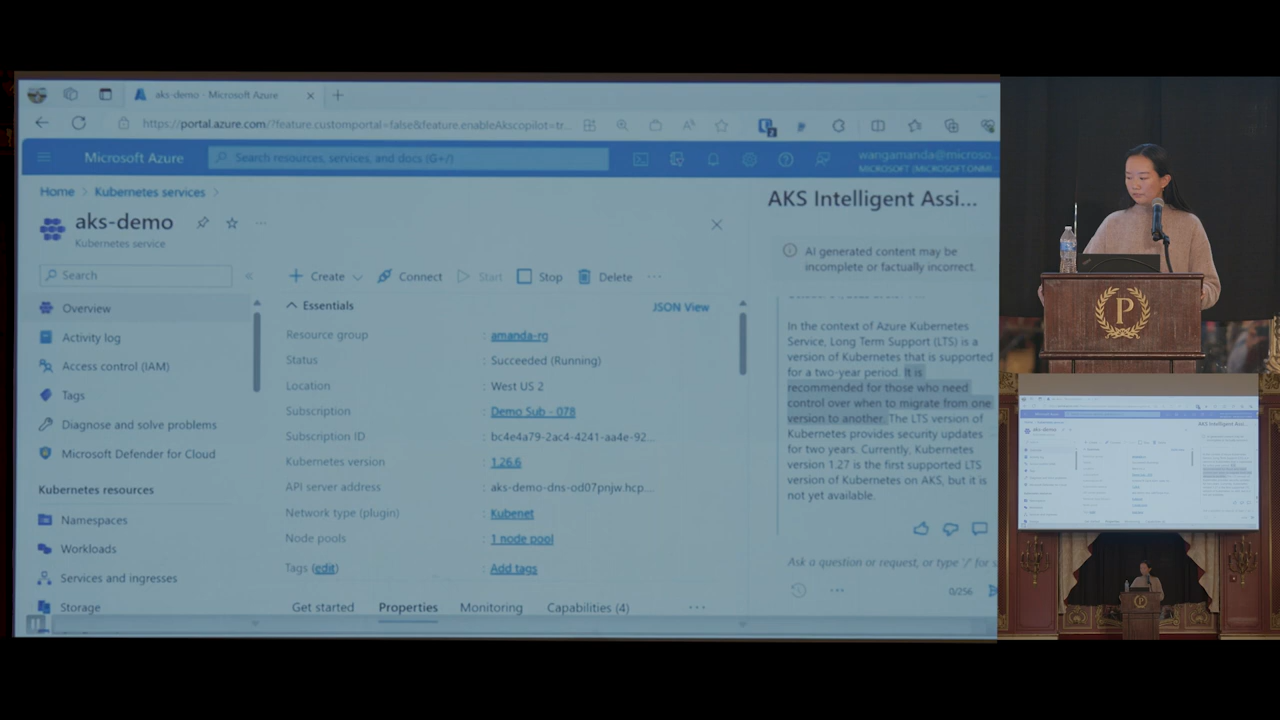 aks-demo - Microsoft Azure
https://portal.azure.com/?feature.customportal=false&feature.enableAkscopilot=tr...
Microsoft Azure
Search resources, services, and docs (G+/)
wangamanda@microso...
MICROSOFT (MICROSOFT.ONMI
Home > Kubernetes services >
aks-demo
Kubernetes service
Search
Overview
Activity log
Access control (IAM)
Tags
Diagnose and solve problems
Microsoft Defender for Cloud
Kubernetes resources
Namespaces
Workloads
Services and ingresses
Storage
Create
Connect
Start
Stop
Delete
Essentials
JSON View
Resource group : amanda-rg
Status : Succeeded (Running)
Location : West US 2
Subscription : Demo Sub - 078
Subscription ID : bc4e4a79-2ac4-4241-aa4e-92...
Kubernetes version : 1.26.6
API server address : aks-demo-dns-od07pnjw.hcp...
Network type (plugin) : Kubenet
Node pools : 1 node pool
Tags (edit) : Add tags
Get started
Properties
Monitoring
Capabilities (4)
AKS Intelligent Assi...
AI generated content may be
incomplete or factually incorrect.
In the context of Azure Kubernetes
Service, Long Term Support (LTS) is a
version of Kubernetes that is supported
for a two-year period. It is
recommended for those who need
control over when to migrate from one
version to another. The LTS version of
Kubernetes provides security updates
for two years. Currently, Kubernetes
version 1.27 is the first supported LTS
version of Kubernetes on AKS, but it is
not yet available.
Ask a question or request, or type '/' for s
0/256
P